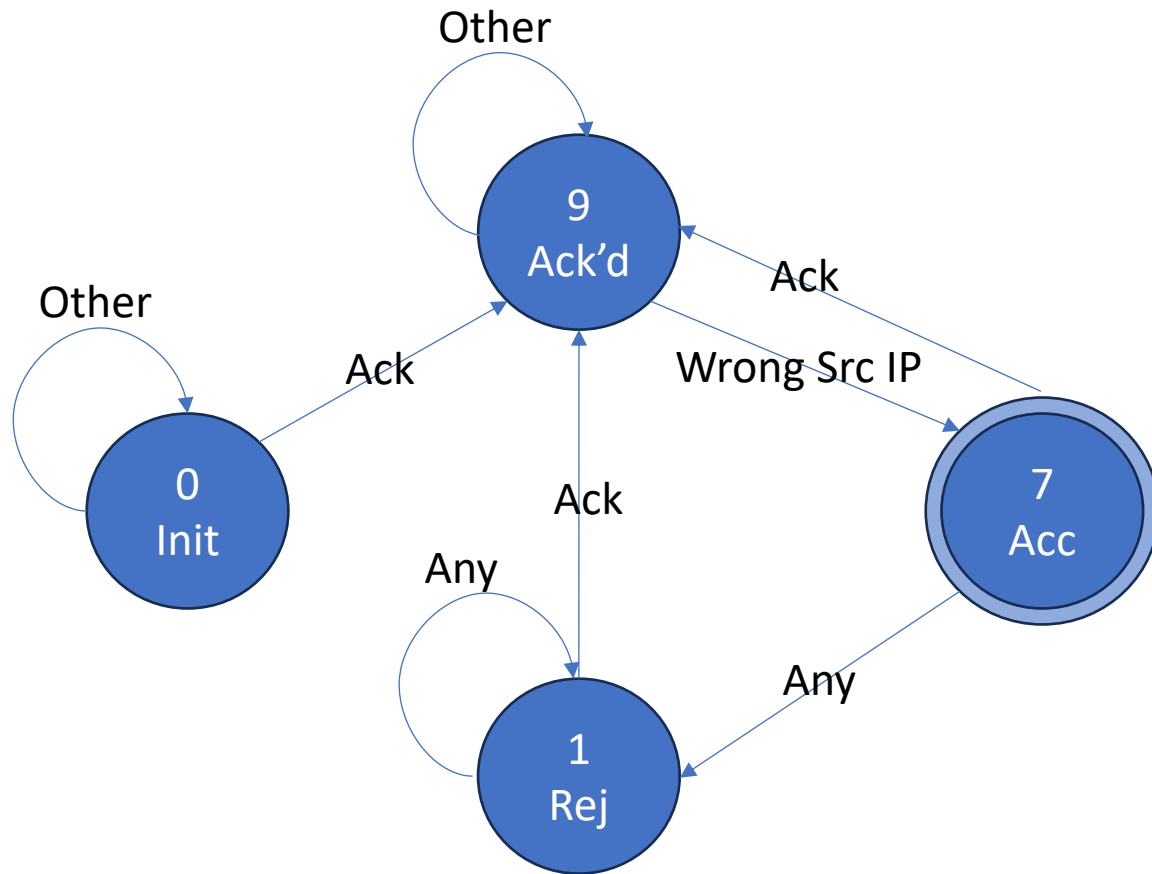 Other
9
Ack’d
Other
Ack
Ack
Wrong Src IP
0
Init
7
Acc
Ack
Any
Any
1
Rej